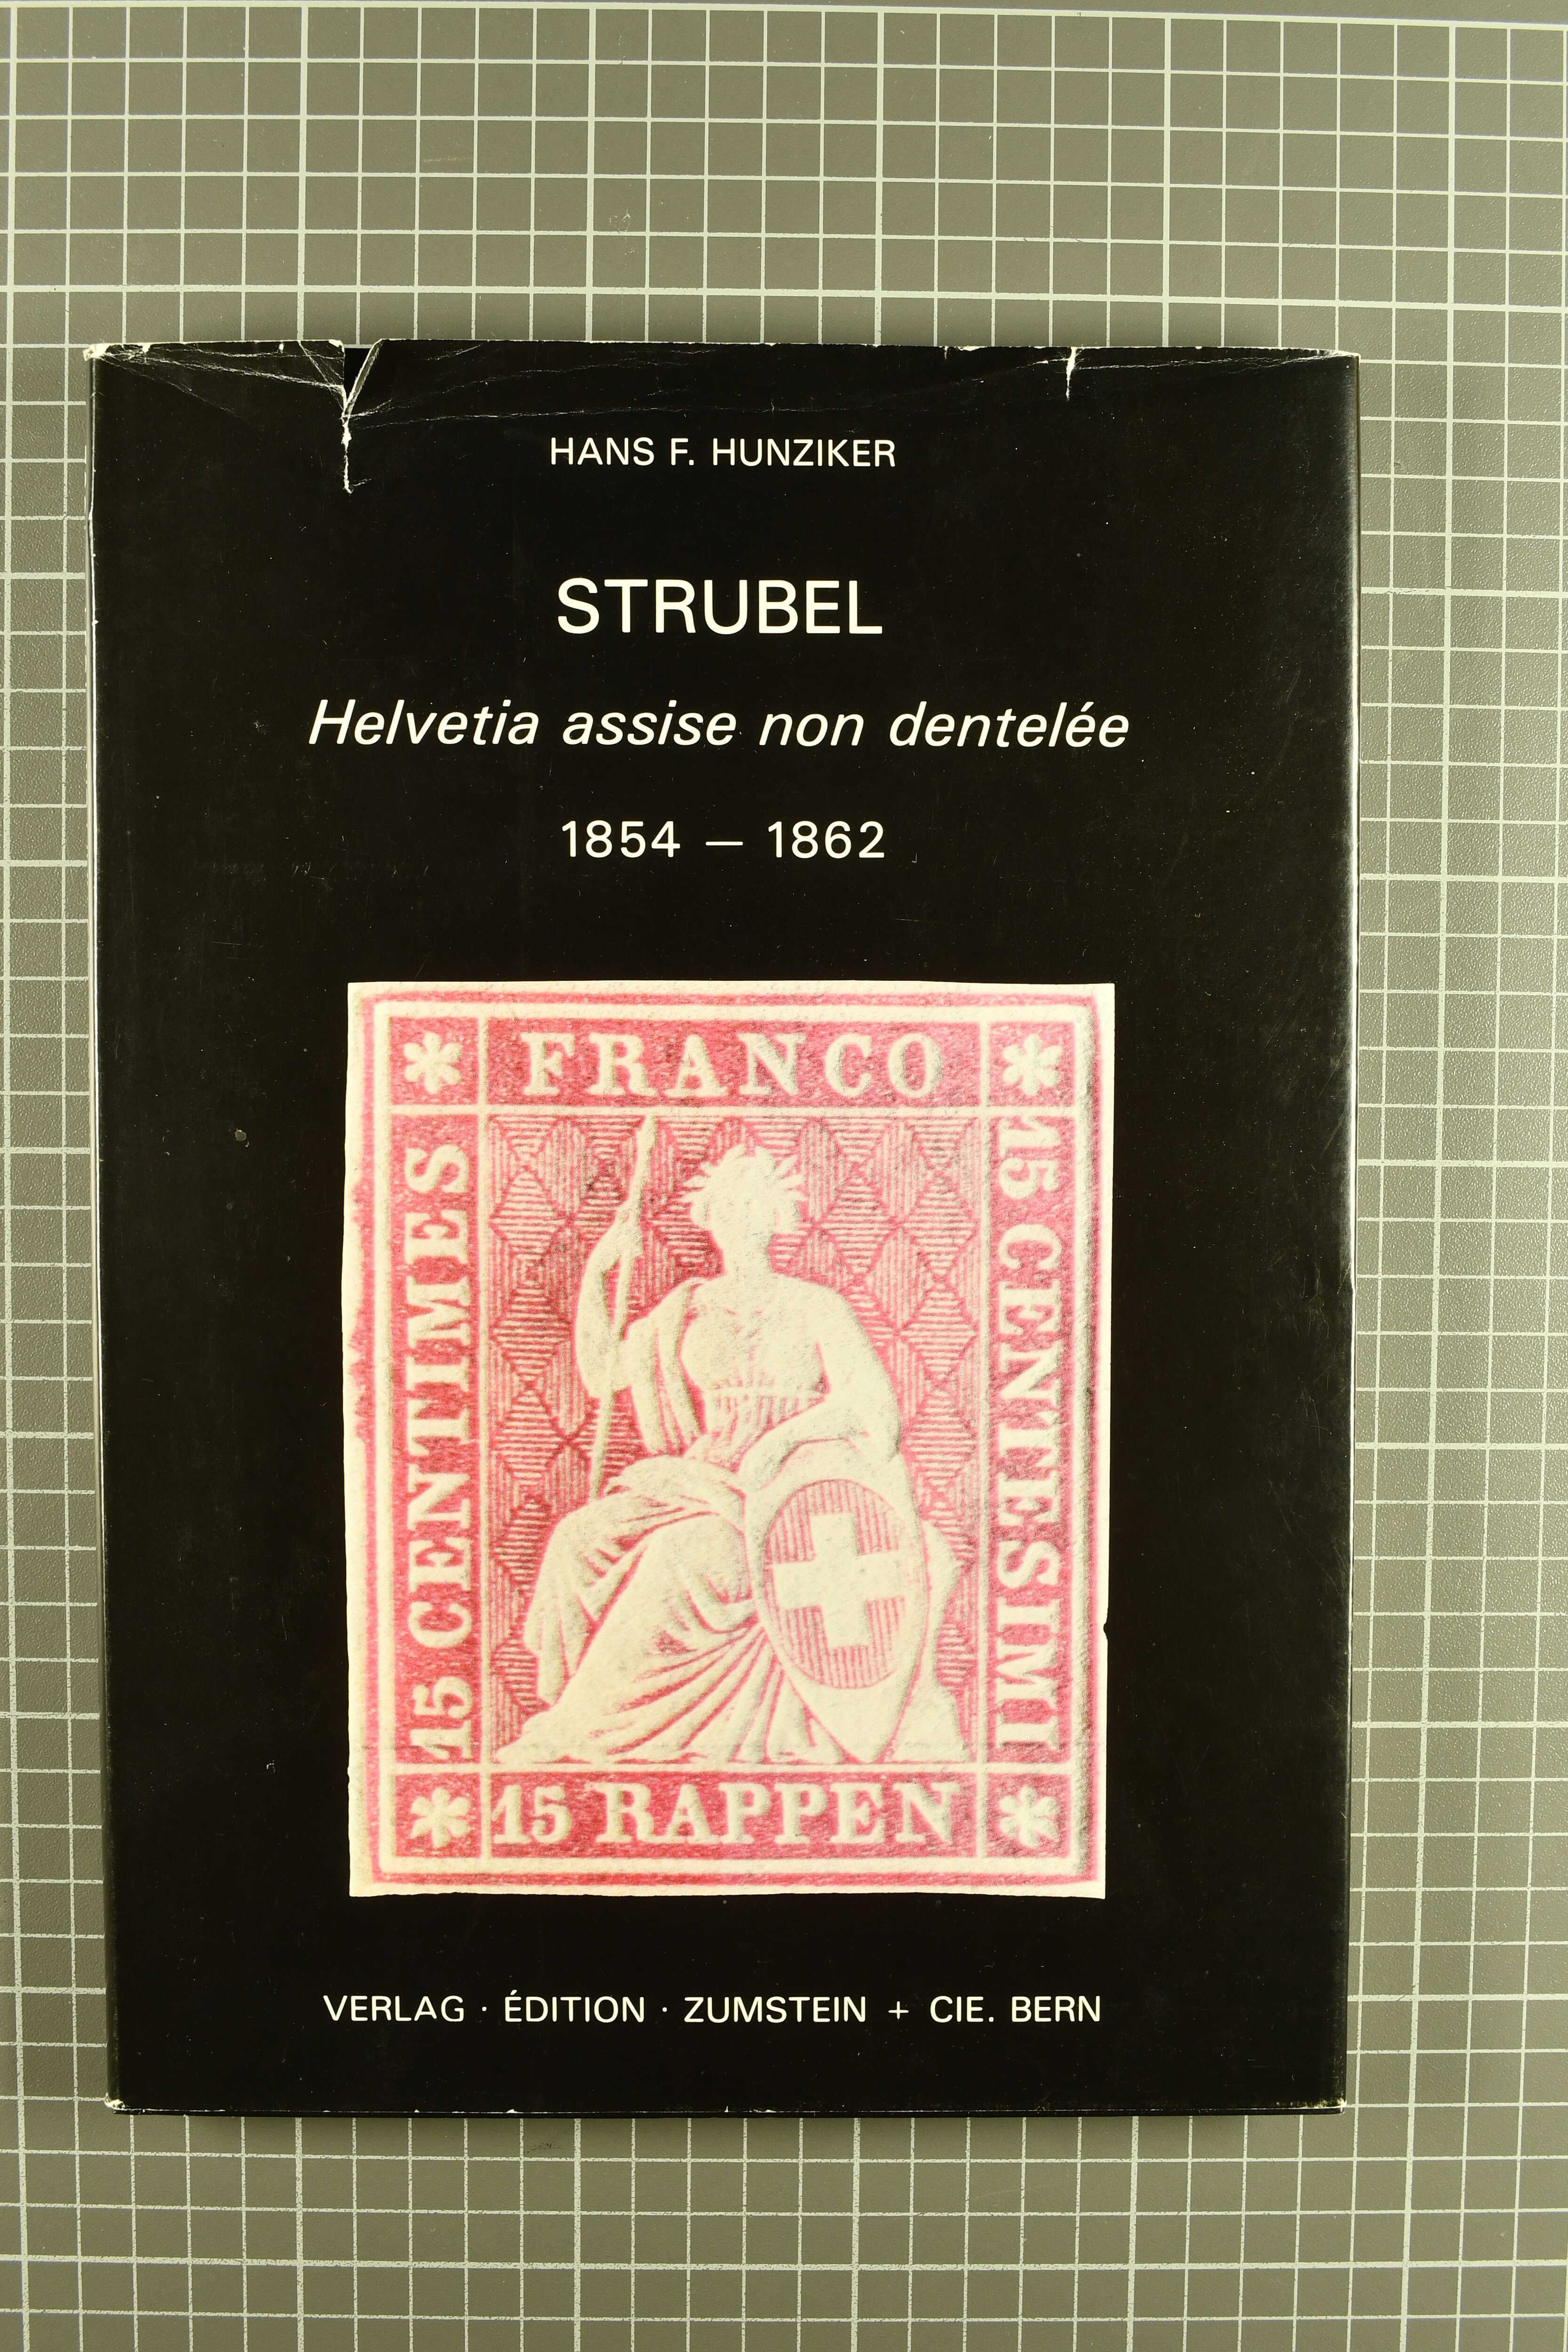 HANS F. HUNZIKER
STRUBEL
Helvetia assise non dentelée
1854 — 1862
FRANCO
15 CENTIMES
15 CENTESIMI
15 RAPPEN
VERLAG · ÉDITION · ZUMSTEIN + CIE. BERN